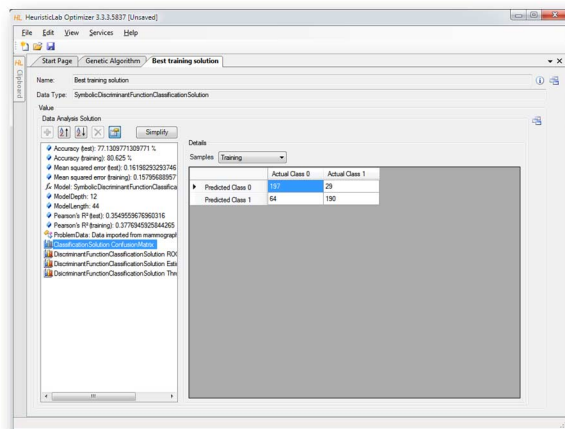 HeuristicLab Optimizer 3.3.3.5837 [Unsaved]
File Edit View Services Help
Start Page Genetic Algorithm Best training solution
Clipboard
Name: Best training solution
Data Type: SymbolicDiscriminantFunctionClassificationSolution
Value
Data Analysis Solution
Simplify
Accuracy (test): 77.1309771309771 %
Accuracy (training): 80.625 %
Mean squared error (test): 0.16198293293746
Mean squared error (training): 0.1579568895
Model: SymbolicDiscriminantFunctionClassifica
ModelDepth: 12
ModelLength: 44
Pearson's R² (test): 0.3549559676960316
Pearson's R² (training): 0.3776945925844265
ProblemData: Data imported from mammograph
ClassificationSolution ConfusionMatrix
DiscriminantFunctionClassificationSolution ROC
DiscriminantFunctionClassificationSolution Esti
DiscriminantFunctionClassificationSolution Thre
Details
Samples Training
Actual Class 0 Actual Class 1
Predicted Class 0 197 29
Predicted Class 1 64 190